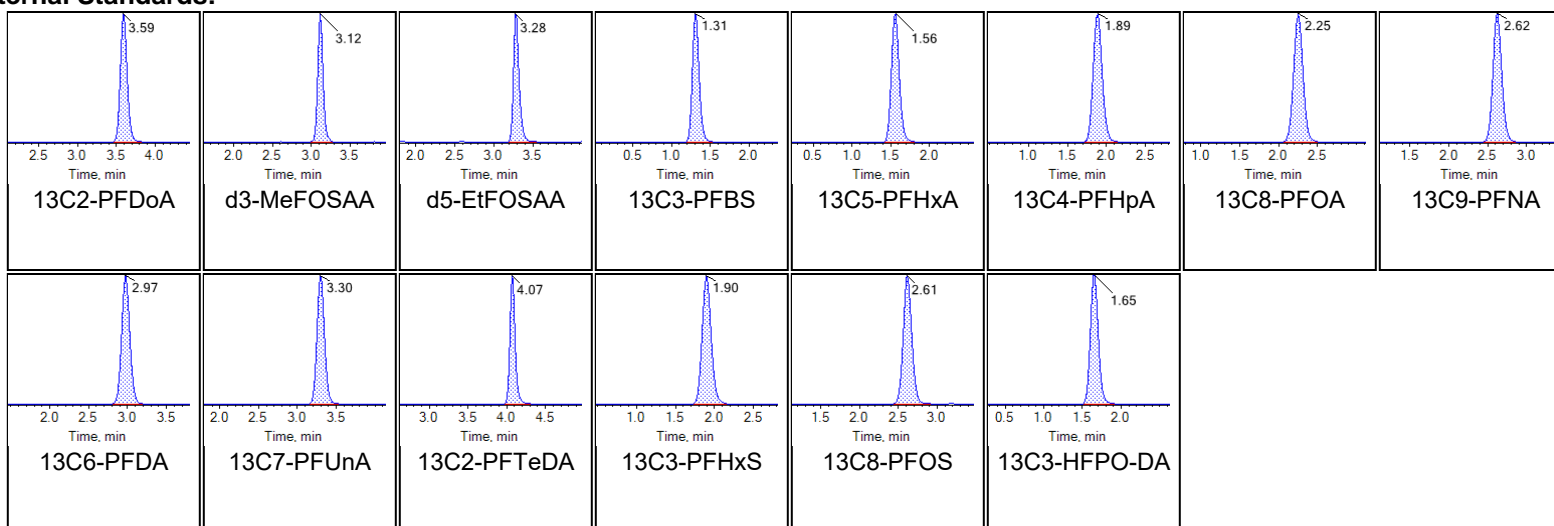 ternal Standards:
3.59
2.5 3.0 3.5 4.0
Time, min
13C2-PFDoA
3.12
2.0 2.5 3.0 3.5
Time, min
d3-MeFOSAA
3.28
2.0 2.5 3.0 3.5
Time, min
d5-EtFOSAA
1.31
0.5 1.0 1.5 2.0
Time, min
13C3-PFBS
1.56
0.5 1.0 1.5 2.0
Time, min
13C5-PFHxA
1.89
1.0 1.5 2.0 2.5
Time, min
13C4-PFHpA
2.25
1.0 1.5 2.0 2.5
Time, min
13C8-PFOA
2.62
1.5 2.0 2.5 3.0
Time, min
13C9-PFNA
2.97
2.0 2.5 3.0 3.5
Time, min
13C6-PFDA
3.30
2.0 2.5 3.0 3.5
Time, min
13C7-PFUnA
4.07
3.0 3.5 4.0 4.5
Time, min
13C2-PFTeDA
1.90
1.0 1.5 2.0 2.5
Time, min
13C3-PFHxS
2.61
1.5 2.0 2.5 3.0
Time, min
13C8-PFOS
1.65
0.5 1.0 1.5 2.0
Time, min
13C3-HFPO-DA